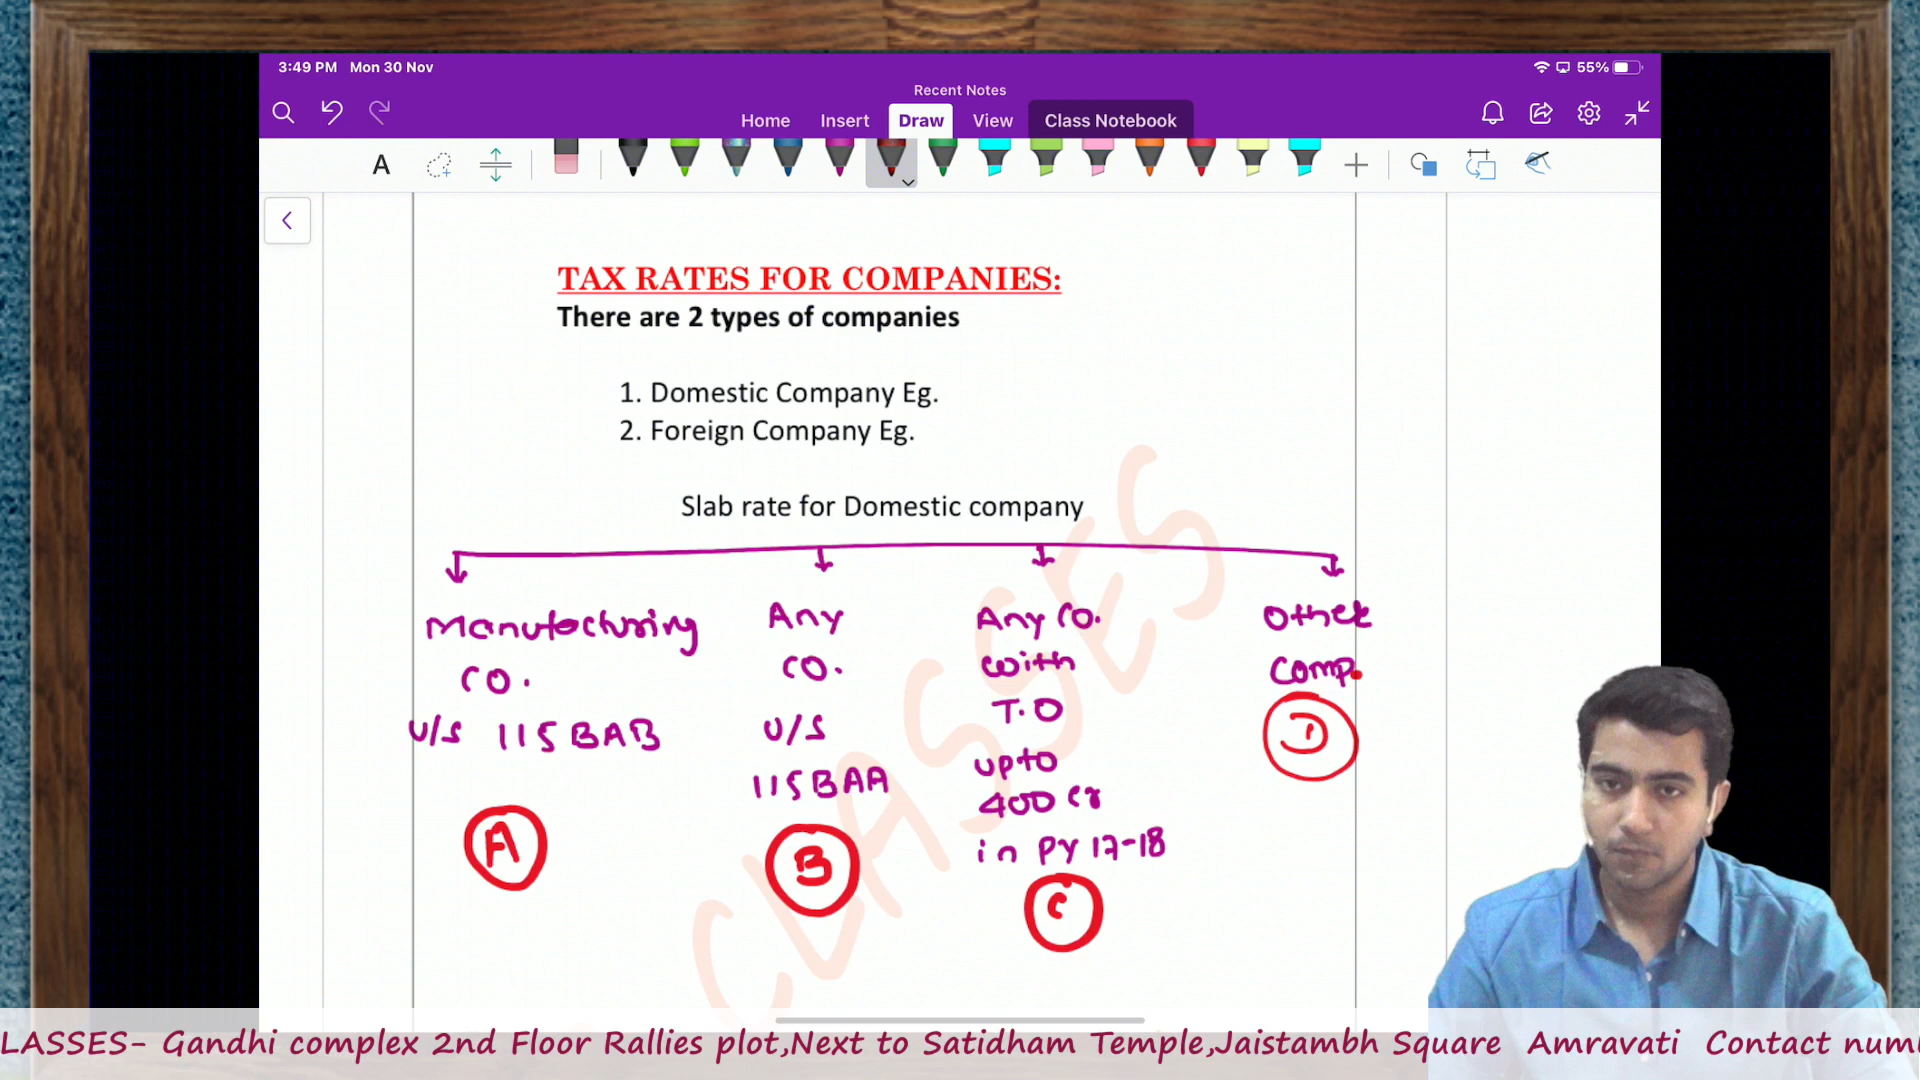 3:49 PM Mon 30 Nov
55%
Recent Notes
Home Insert Draw View Class Notebook
A
TAX RATES FOR COMPANIES:
There are 2 types of companies
1. Domestic Company Eg.
2. Foreign Company Eg.
Slab rate for Domestic company
Manufacturing
CO.
U/S 115 BAB
A
Any
CO.
U/S
115BAA
B
Any CO.
with
T.O
upto
400 Cr
in PY 17-18
C
Other
Comp.
D
CLASSES
LASSES- Gandhi complex 2nd Floor Rallies plot,Next to Satidham Temple,Jaistambh Square Amravati Contact num